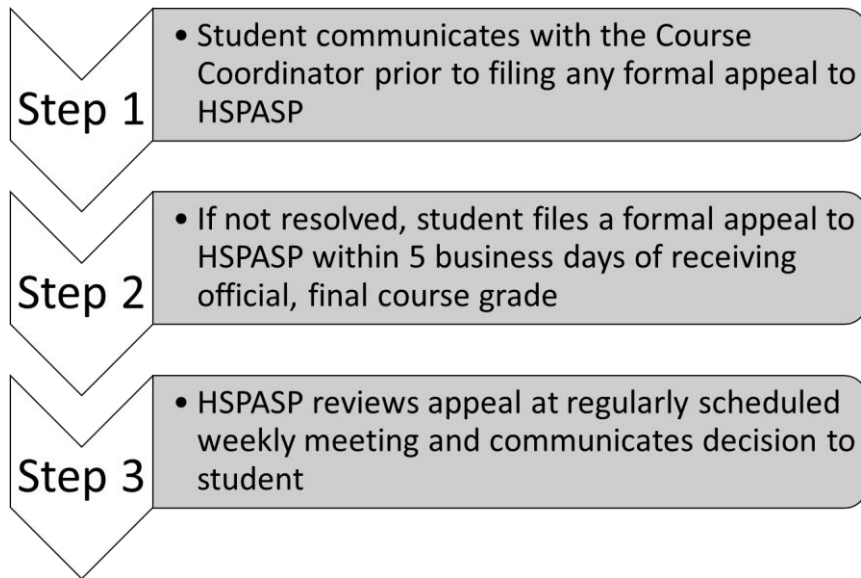 Step 1
• Student communicates with the Course
Coordinator prior to filing any formal appeal to
HSPASP
Step 2
• If not resolved, student files a formal appeal to
HSPASP within 5 business days of receiving
official, final course grade
Step 3
• HSPASP reviews appeal at regularly scheduled
weekly meeting and communicates decision to
student